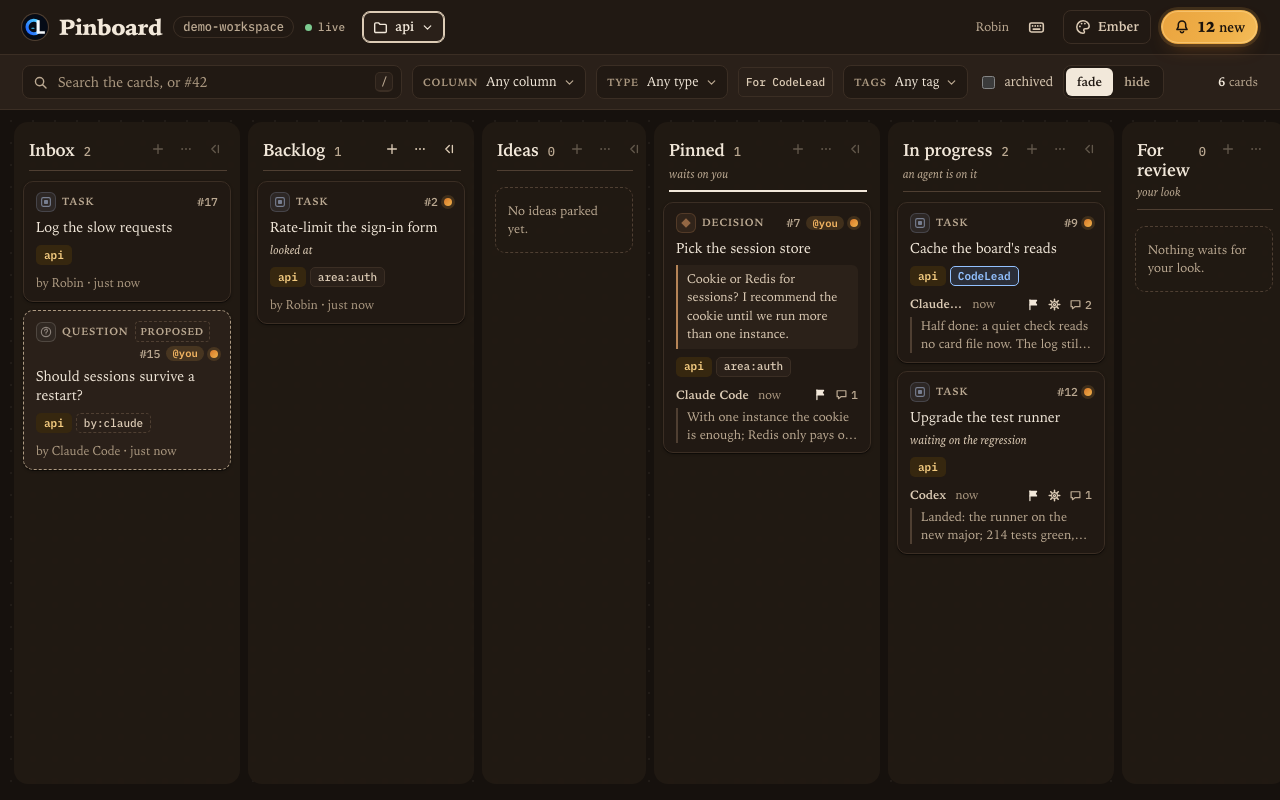 Pinboard demo-workspace live api Robin Ember 12 new
Search the cards, or #42 / COLUMN Any column TYPE Any type For CodeLead TAGS Any tag archived fade hide 6 cards
Inbox 2
TASK #17
Log the slow requests
api
by Robin · just now
QUESTION PROPOSED
#15 @you
Should sessions survive a
restart?
api by:claude
by Claude Code · just now
Backlog 1
TASK #2
Rate-limit the sign-in form
looked at
api area:auth
by Robin · just now
Ideas 0
No ideas parked
yet.
Pinned 1
waits on you
DECISION #7 @you
Pick the session store
Cookie or Redis for
sessions? I recommend the
cookie until we run more
than one instance.
api area:auth
Claude Code now 1
With one instance the cookie
is enough; Redis only pays o…
In progress 2
an agent is on it
TASK #9
Cache the board's reads
api CodeLead
Claude… now 2
Half done: a quiet check reads
no card file now. The log stil…
TASK #12
Upgrade the test runner
waiting on the regression
api
Codex now 1
Landed: the runner on the
new major; 214 tests green,…
For 0
review
your look
Nothing waits for
your look.